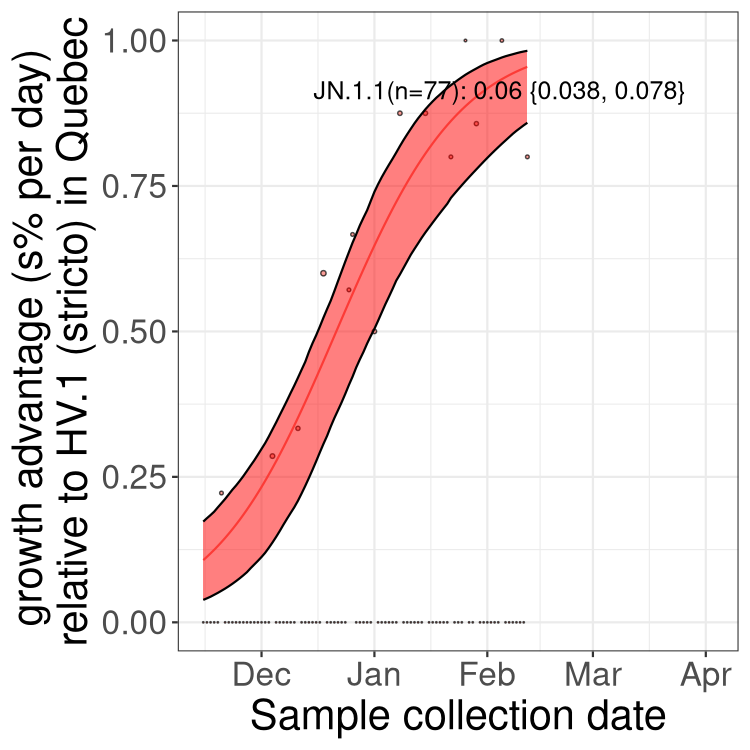 growth advantage (s% per day)
relative to HV.1 (stricto) in Quebec
1.00
0.75
0.50
0.25
0.00
JN.1.1(n=77): 0.06 {0.038, 0.078}
Dec Jan Feb Mar Apr
Sample collection date